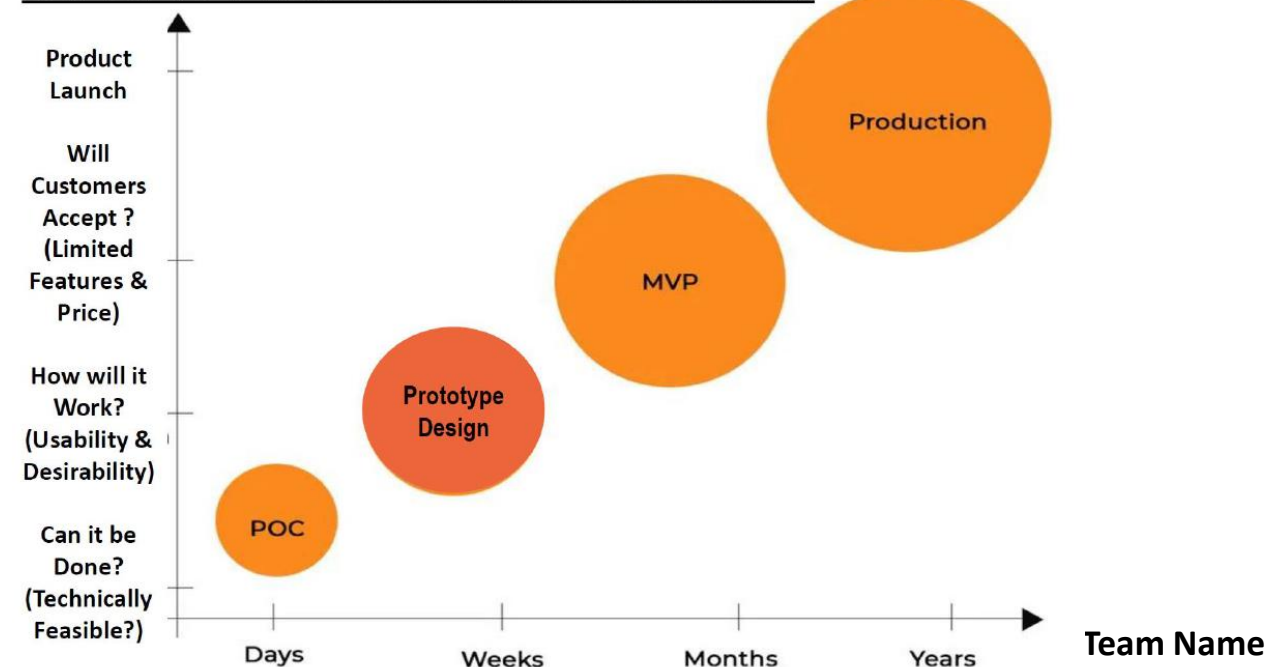 Product
Launch
Will
Customers
Accept ?
(Limited
Features &
Price)
How will it
Work?
(Usability &
Desirability)
Can it be
Done?
(Technically
Feasible?)
Production
MVP
Prototype
Design
POC
Days
Weeks
Months
Years
Team Name